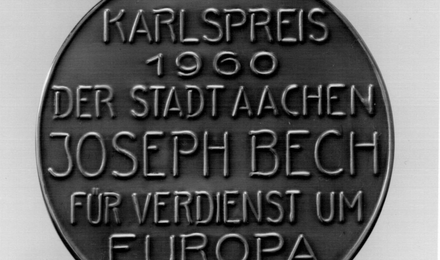 KARLSPREIS
1960
DER STADT AACHEN
JOSEPH BECH
FÜR VERDIENST UM
EUROPA